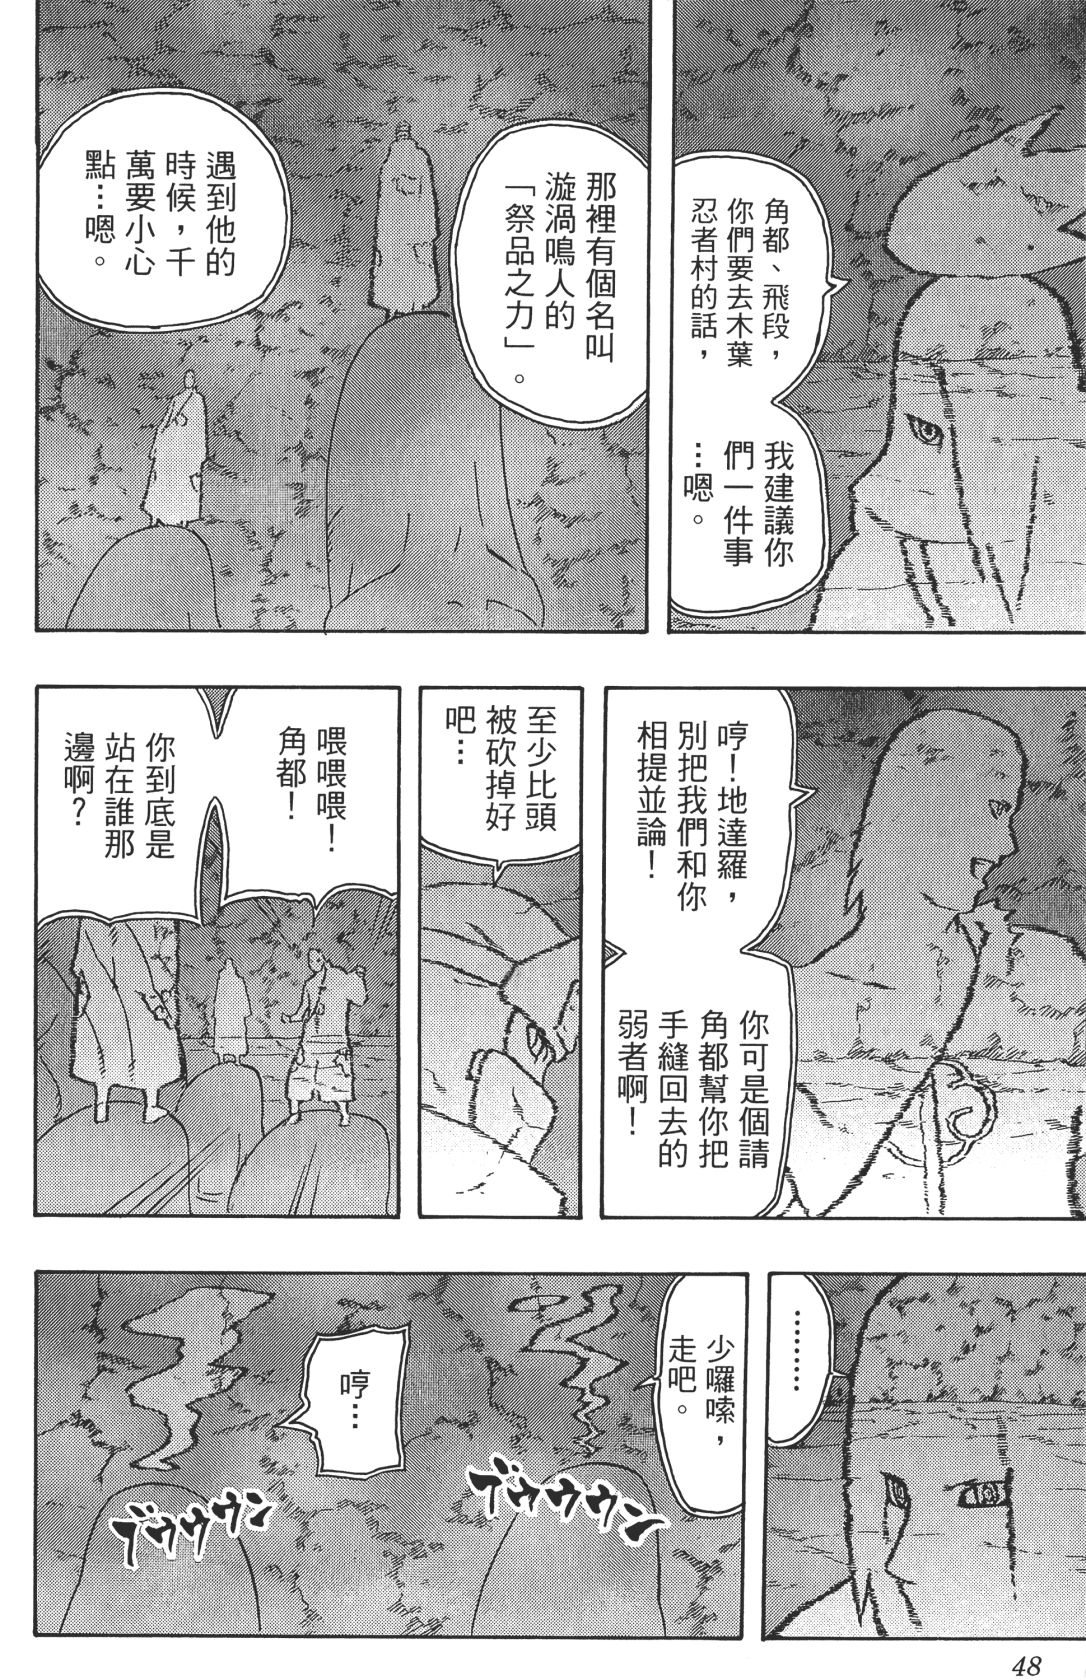 角都、飛段，
你們要去木葉
忍者村的話，
我建議你
們一件事
…嗯。
那裡有個名叫
漩渦鳴人的
「祭品之力」。
遇到他的
時候，千
萬要小心
點…嗯。
哼！地達羅，
別把我們和你
相提並論！
你可是個請
角都幫你把
手縫回去的
弱者啊！
至少比頭
被砍掉好
吧…
喂喂喂！
角都！
你到底是
站在誰那
邊啊？
………
少囉嗦，
走吧。
ブゥゥゥン
哼…
ブゥゥゥン
48